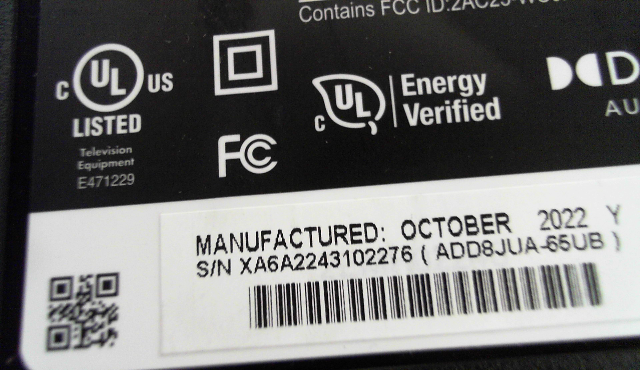 Contains FCC ID:2AC23-
C UL US
LISTED
Television
Equipment
E471229
FC
C UL
Energy
Verified
AU
MANUFACTURED: OCTOBER 2022 Y
S/N XA6A2243102276 ( ADD8JUA-65UB )